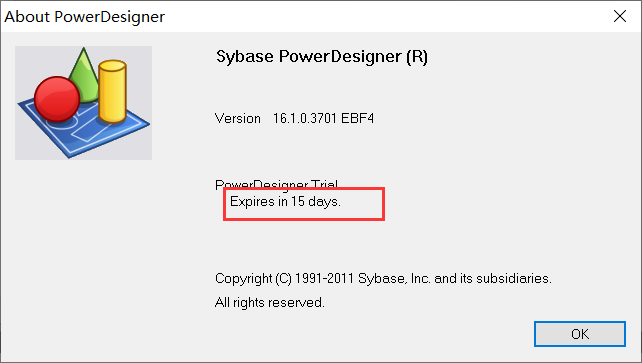 About PowerDesigner
Sybase PowerDesigner (R)
Version 16.1.0.3701 EBF4
PowerDesigner Trial
Expires in 15 days.
Copyright (C) 1991-2011 Sybase, Inc. and its subsidiaries.
All rights reserved.
OK